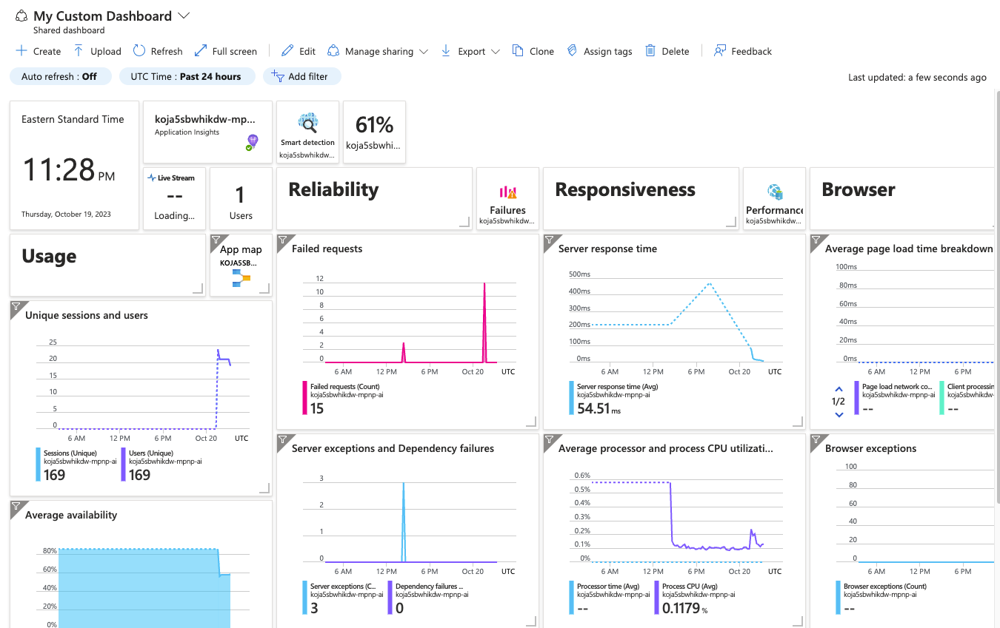 My Custom Dashboard
Shared dashboard
Create Upload Refresh Full screen Edit Manage sharing Export Clone Assign tags Delete Feedback
Auto refresh : Off UTC Time : Past 24 hours Add filter Last updated: a few seconds ago
Eastern Standard Time
11:28 PM
Thursday, October 19, 2023
koja5sbwhikdw-mp...
Application Insights
Smart detection
koja5sbwhikdw...
61%
koja5sbwhi...
Live Stream
--
Loading...
1
Users
Reliability
Failures
koja5sbwhikdw...
Responsiveness
Performance
koja5sbwhikdw...
Browser
Usage
App map
KOJA5SB...
Unique sessions and users
25
20
15
10
5
0
6 AM 12 PM 6 PM Oct 20 UTC
Sessions (Unique)
koja5sbwhikdw-mpnp-ai
169
Users (Unique)
koja5sbwhikdw-mpnp-ai
169
Average availability
80%
60%
40%
20%
0%
Failed requests
12
10
8
6
4
2
0
6 AM 12 PM 6 PM Oct 20 UTC
Failed requests (Count)
koja5sbwhikdw-mpnp-ai
15
Server exceptions and Dependency failures
3
2
1
0
6 AM 12 PM 6 PM Oct 20 UTC
Server exceptions (C...
koja5sbwhikdw-mpnp-ai
3
Dependency failures ...
koja5sbwhikdw-mpnp-ai
0
Server response time
500ms
400ms
300ms
200ms
100ms
0ms
6 AM 12 PM 6 PM Oct 20 UTC
Server response time (Avg)
koja5sbwhikdw-mpnp-ai
54.51 ms
Average processor and process CPU utilizati...
0.6%
0.5%
0.4%
0.3%
0.2%
0.1%
0%
6 AM 12 PM 6 PM Oct 20 UTC
Processor time (Avg)
koja5sbwhikdw-mpnp-ai
--
Process CPU (Avg)
koja5sbwhikdw-mpnp-ai
0.1179 %
Average page load time breakdown
100ms
80ms
60ms
40ms
20ms
0ms
6 AM 12 PM 6 PM
1/2
Page load network co...
koja5sbwhikdw-mpnp-ai
--
Client processin
koja5sbwhikdw-
--
Browser exceptions
100
80
60
40
20
0
6 AM 12 PM 6 PM
Browser exceptions (Count)
koja5sbwhikdw-mpnp-ai
--